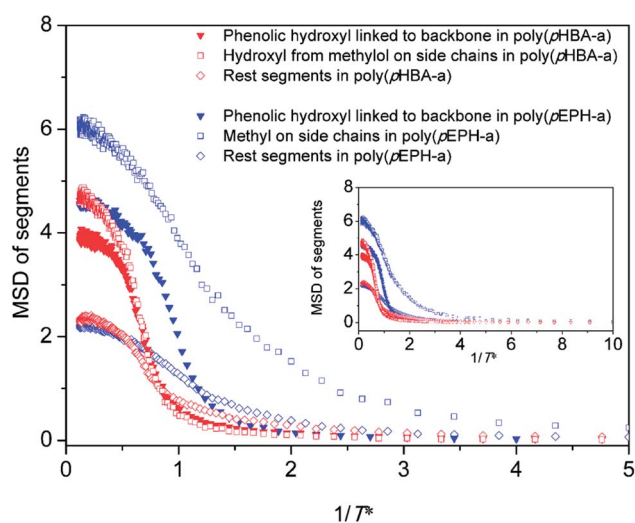 Phenolic hydroxyl linked to backbone in poly(pHBA-a)
Hydroxyl from methylol on side chains in poly(pHBA-a)
Rest segments in poly(pHBA-a)
Phenolic hydroxyl linked to backbone in poly(pEPH-a)
Methyl on side chains in poly(pEPH-a)
Rest segments in poly(pEPH-a)
MSD of segments
8
6
4
2
0
0 1 2 3 4 5
1/T*
MSD of segments
8
6
4
2
0
0 2 4 6 8 10
1/T*